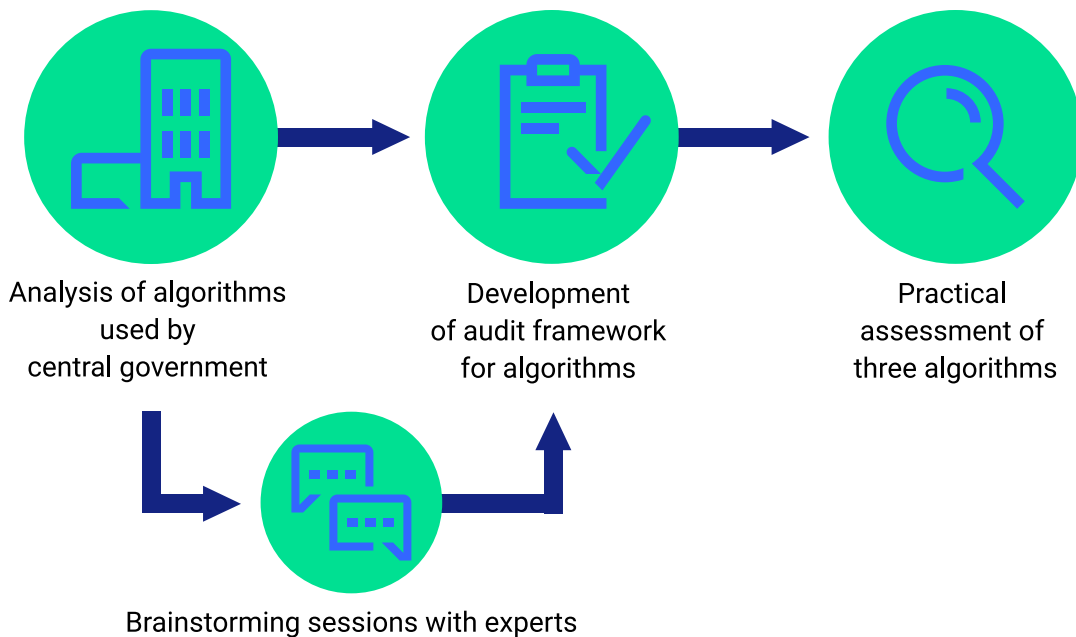 Analysis of algorithms
used by
central government
Development
of audit framework
for algorithms
Practical
assessment of
three algorithms
Brainstorming sessions with experts